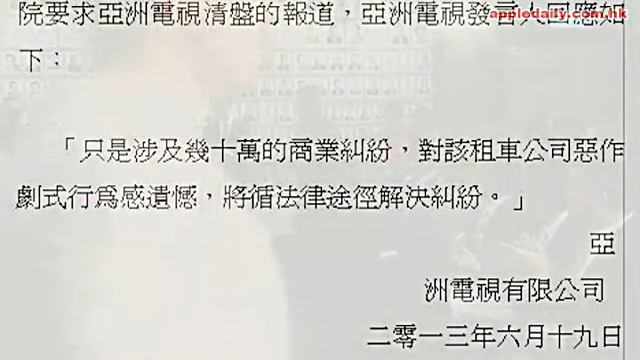 appledaily.com.hk
院要求亞洲電視清盤的報道，亞洲電視發言人回應如
下：
「只是涉及幾十萬的商業糾紛，對該租車公司惡作
劇式行為感遺憾，將循法律途徑解決糾紛。」
亞
洲電視有限公司
二零一三年六月十九日